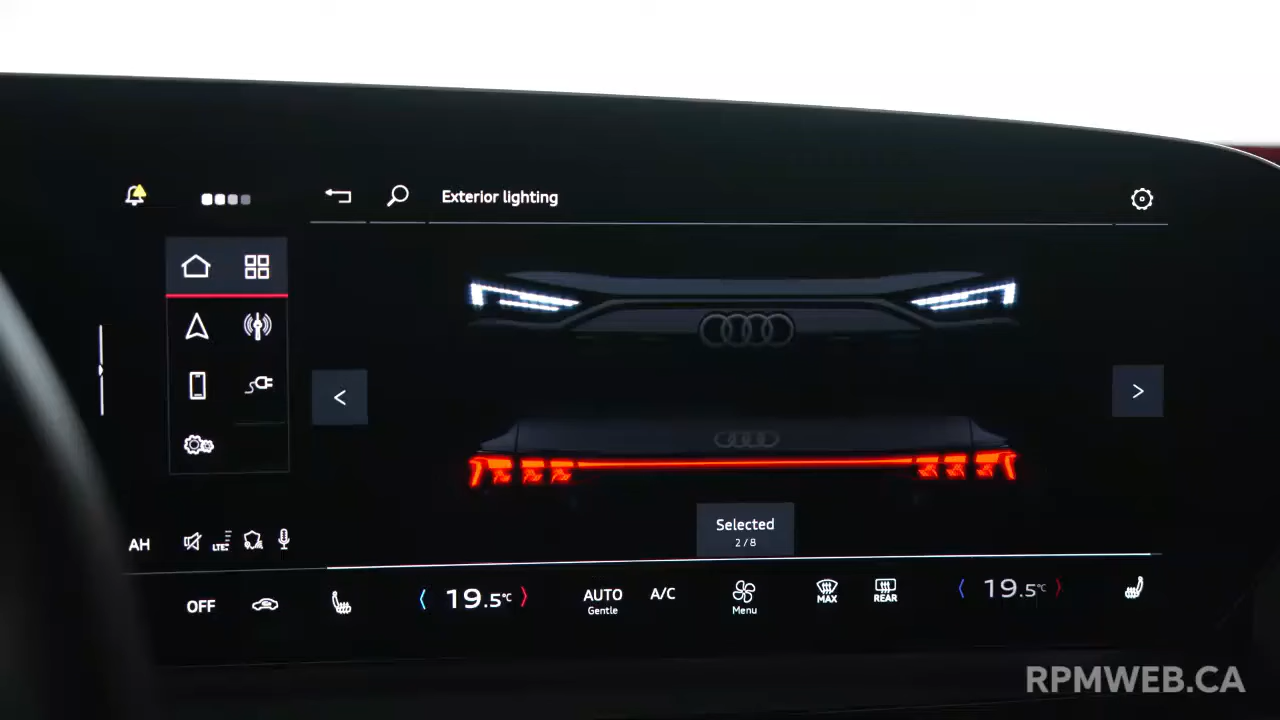 Exterior lighting
<
>
Selected
2/8
AH
LTE
OFF
19.5°C
AUTO
Gentle
A/C
Menu
MAX
REAR
19.5°C
RPMWEB.CA